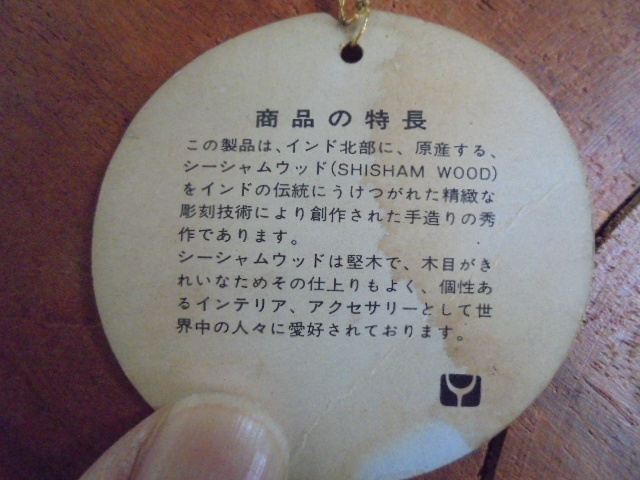 商品の特長
この製品は、インド北部に、原産する、
シーシャムウッド(SHISHAM WOOD)
をインドの伝統にうけつがれた精緻な
彫刻技術により創作された手造りの秀
作であります。
シーシャムウッドは堅木で、木目がき
れいなためその仕上りもよく、個性あ
るインテリア、アクセサリーとして世
界中の人々に愛好されております。